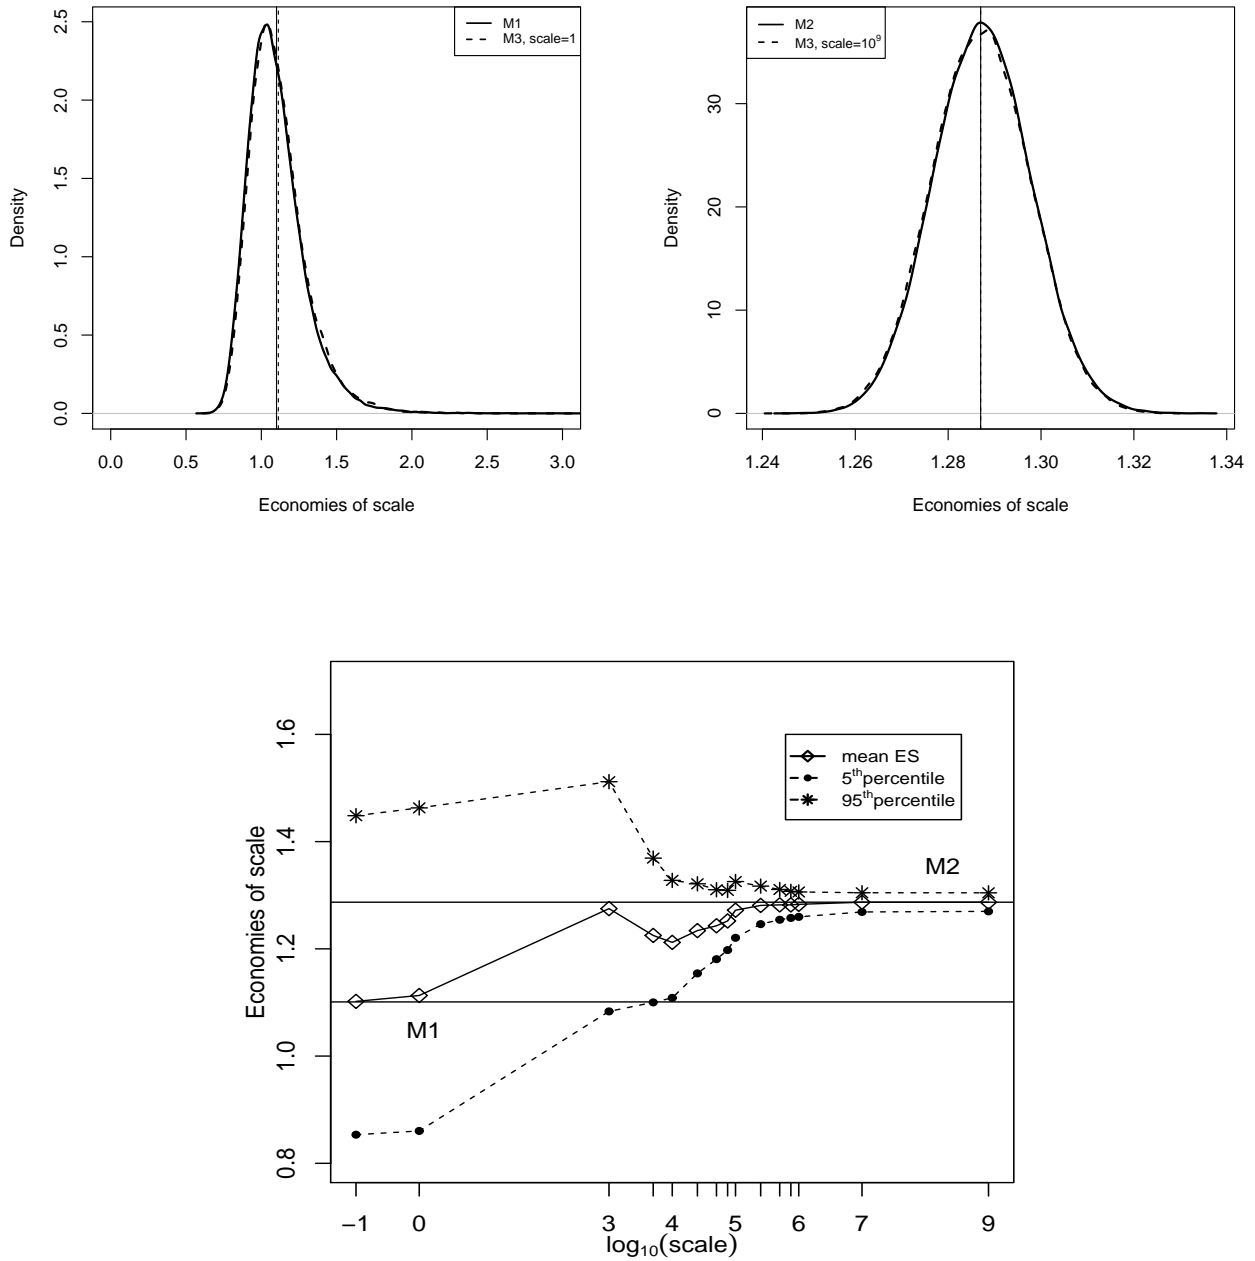 M1
M3, scale=1
Density
0.0 0.5 1.0 1.5 2.0 2.5
0.0 0.5 1.0 1.5 2.0 2.5 3.0
Economies of scale
M2
M3, scale=10⁹
Density
0 10 20 30
1.24 1.26 1.28 1.30 1.32 1.34
Economies of scale
mean ES
5ᵗʰpercentile
95ᵗʰpercentile
M2
M1
Economies of scale
0.8 1.0 1.2 1.4 1.6
−1 0 3 4 5 6 7 9
log₁₀(scale)